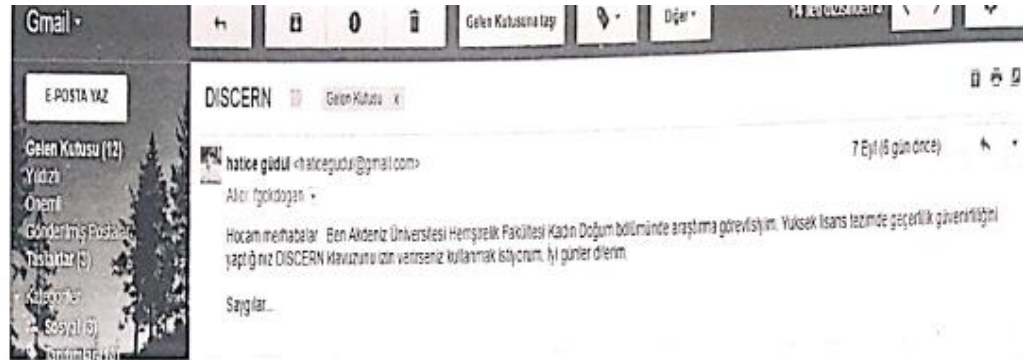 Gmail
Gelen Kutusuna taşı
Diğer
E-POSTA YAZ
DISCERN
Gelen Kutusu x
Gelen Kutusu (12)
Yıldızlı
Önemli
Gönderilmiş Postalar
Taslaklar (3)
Kategoriler
Sosyal (3)
hatice güdül <haticegudul@gmail.com>
7 Eyl (6 gün önce)
Alıcı: fgokdogan
Hocam merhabalar Ben Akdeniz Üniversitesi Hemşirelik Fakültesi Kadın Doğum bölümünde araştırma görevlisiyim. Yüksek lisans tezimde geçerlilik güvenirliliğini
yaptığınız DISCERN klavuzunu izin verirseniz kullanmak istiyorum. İyi günler dilerim.
Saygılar...